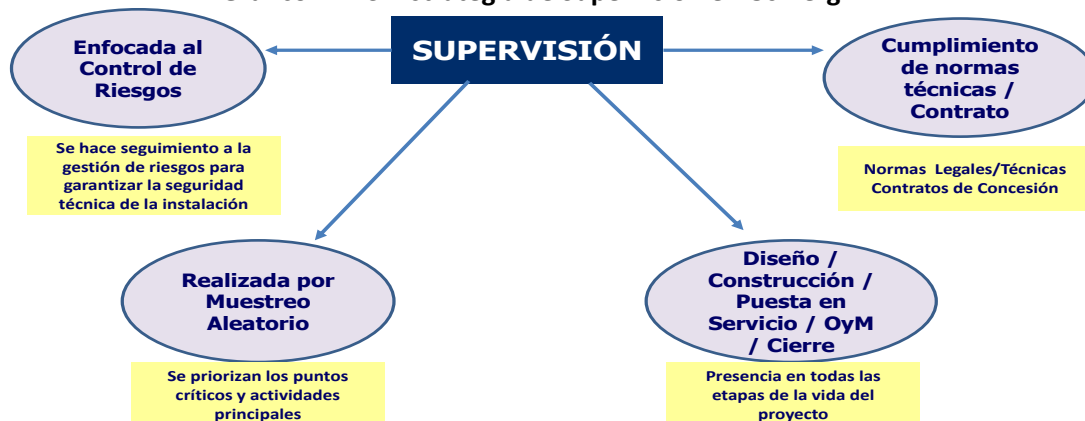 SUPERVISIÓN
Enfocada al
Control de
Riesgos
Se hace seguimiento a la
gestión de riesgos para
garantizar la seguridad
técnica de la instalación
Cumplimiento
de normas
técnicas /
Contrato
Normas Legales/Técnicas
Contratos de Concesión
Realizada por
Muestreo
Aleatorio
Se priorizan los puntos
críticos y actividades
principales
Diseño /
Construcción /
Puesta en
Servicio / OyM
/ Cierre
Presencia en todas las
etapas de la vida del
proyecto